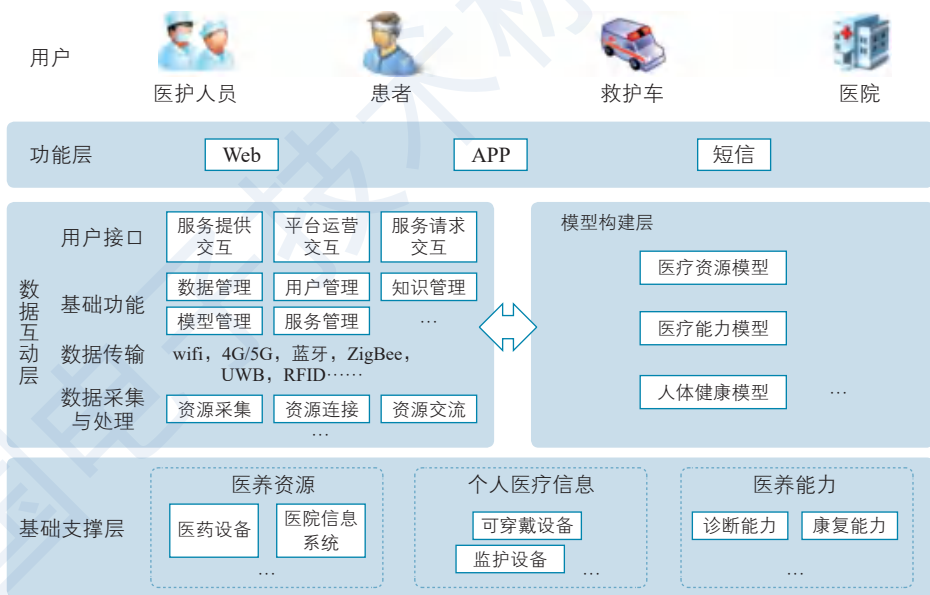 用户
医护人员
患者
救护车
医院
功能层
Web
APP
短信
数据互动层
用户接口
服务提供
交互
平台运营
交互
服务请求
交互
基础功能
数据管理
用户管理
知识管理
模型管理
服务管理
…
数据传输
wifi，4G/5G，蓝牙，ZigBee，
UWB，RFID……
数据采集
与处理
资源采集
资源连接
资源交流
…
模型构建层
医疗资源模型
医疗能力模型
人体健康模型
…
基础支撑层
医养资源
医药设备
医院信息
系统
…
个人医疗信息
可穿戴设备
监护设备
…
医养能力
诊断能力
康复能力
…